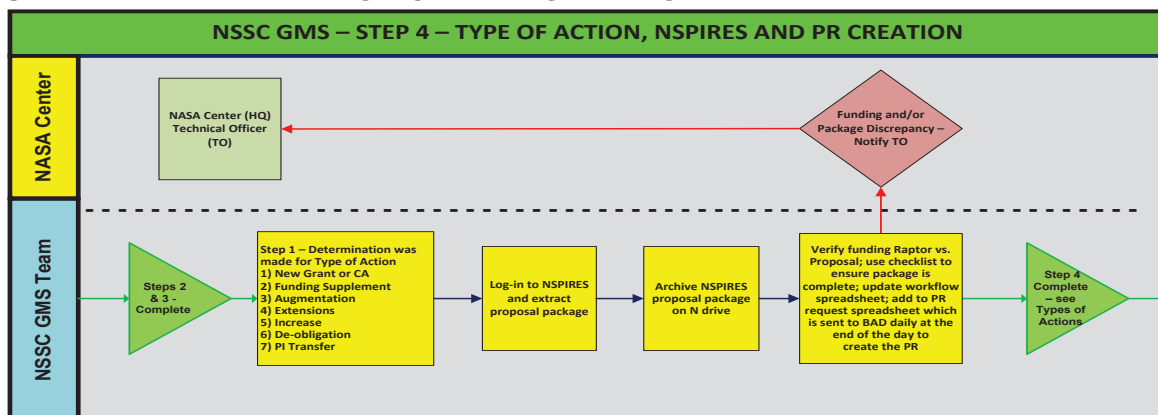 NSSC GMS – STEP 4 – TYPE OF ACTION, NSPIRES AND PR CREATION
NASA Center
NASA Center (HQ)
Technical Officer
(TO)
Funding and/or
Package Discrepancy –
Notify TO
NSSC GMS Team
Steps 2
& 3 -
Complete
Step 1 – Determination was
made for Type of Action
1) New Grant or CA
2) Funding Supplement
3) Augmentation
4) Extensions
5) Increase
6) De-obligation
7) PI Transfer
Log-in to NSPIRES
and extract
proposal package
Archive NSPIRES
proposal package
on N drive
Verify funding Raptor vs.
Proposal; use checklist to
ensure package is
complete; update workflow
spreadsheet; add to PR
request spreadsheet which
is sent to BAD daily at the
end of the day to
create the PR
Step 4
Complete
– see
Types of
Actions